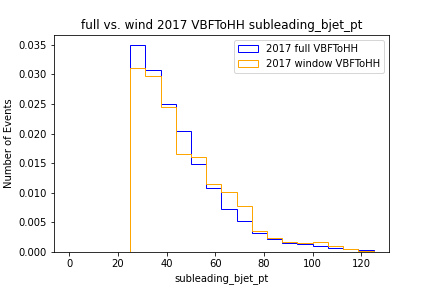 full vs. wind 2017 VBFToHH subleading_bjet_pt
2017 full VBFToHH
2017 window VBFToHH
Number of Events
0.035
0.030
0.025
0.020
0.015
0.010
0.005
0.000
0 20 40 60 80 100 120
subleading_bjet_pt